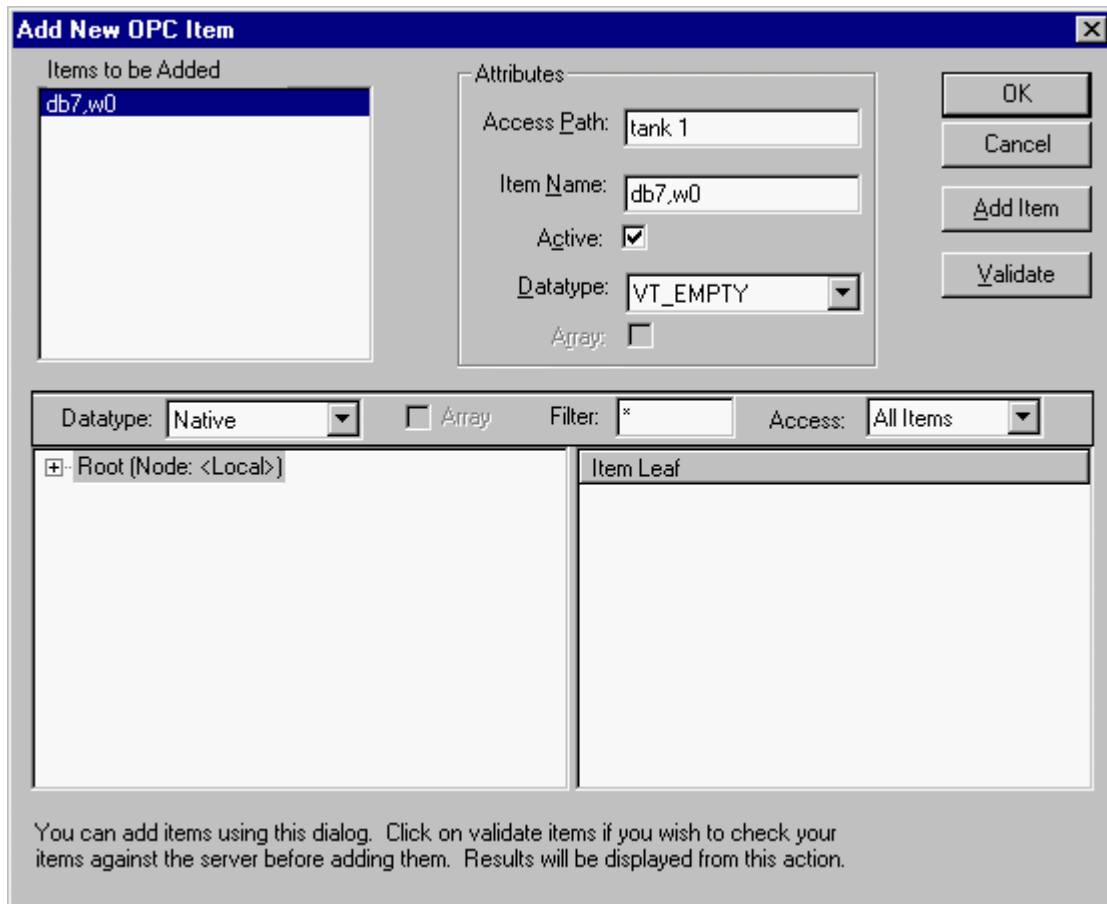 Add New OPC Item
Items to be Added
db7,w0
Attributes
Access Path: tank 1
Item Name: db7,w0
Active:
Datatype: VT_EMPTY
Array:
OK
Cancel
Add Item
Validate
Datatype: Native Array Filter: * Access: All Items
Root (Node: <Local>)
Item Leaf
You can add items using this dialog. Click on validate items if you wish to check your
items against the server before adding them. Results will be displayed from this action.